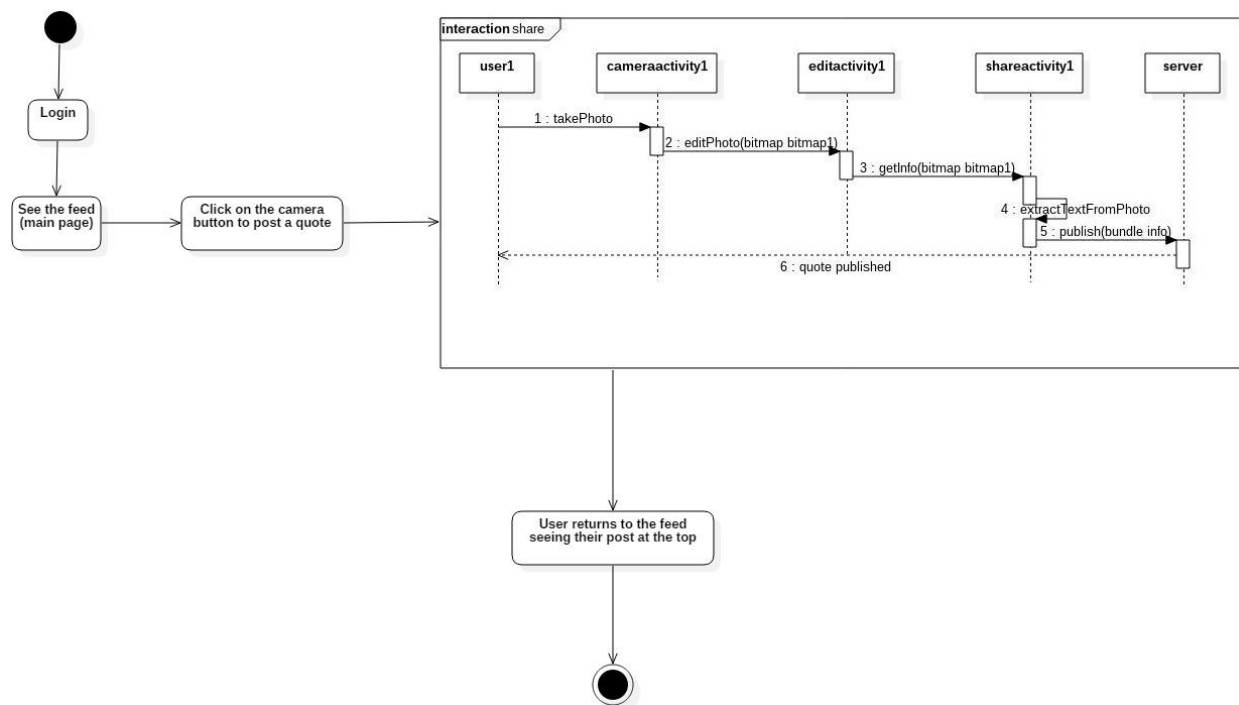 interaction share
user1
cameraactivity1
editactivity1
shareactivity1
server
Login
1 : takePhoto
2 : editPhoto(bitmap bitmap1)
3 : getInfo(bitmap bitmap1)
See the feed
(main page)
Click on the camera
button to post a quote
4 : extractTextFromPhoto
5 : publish(bundle info)
6 : quote published
User returns to the feed
seeing their post at the top